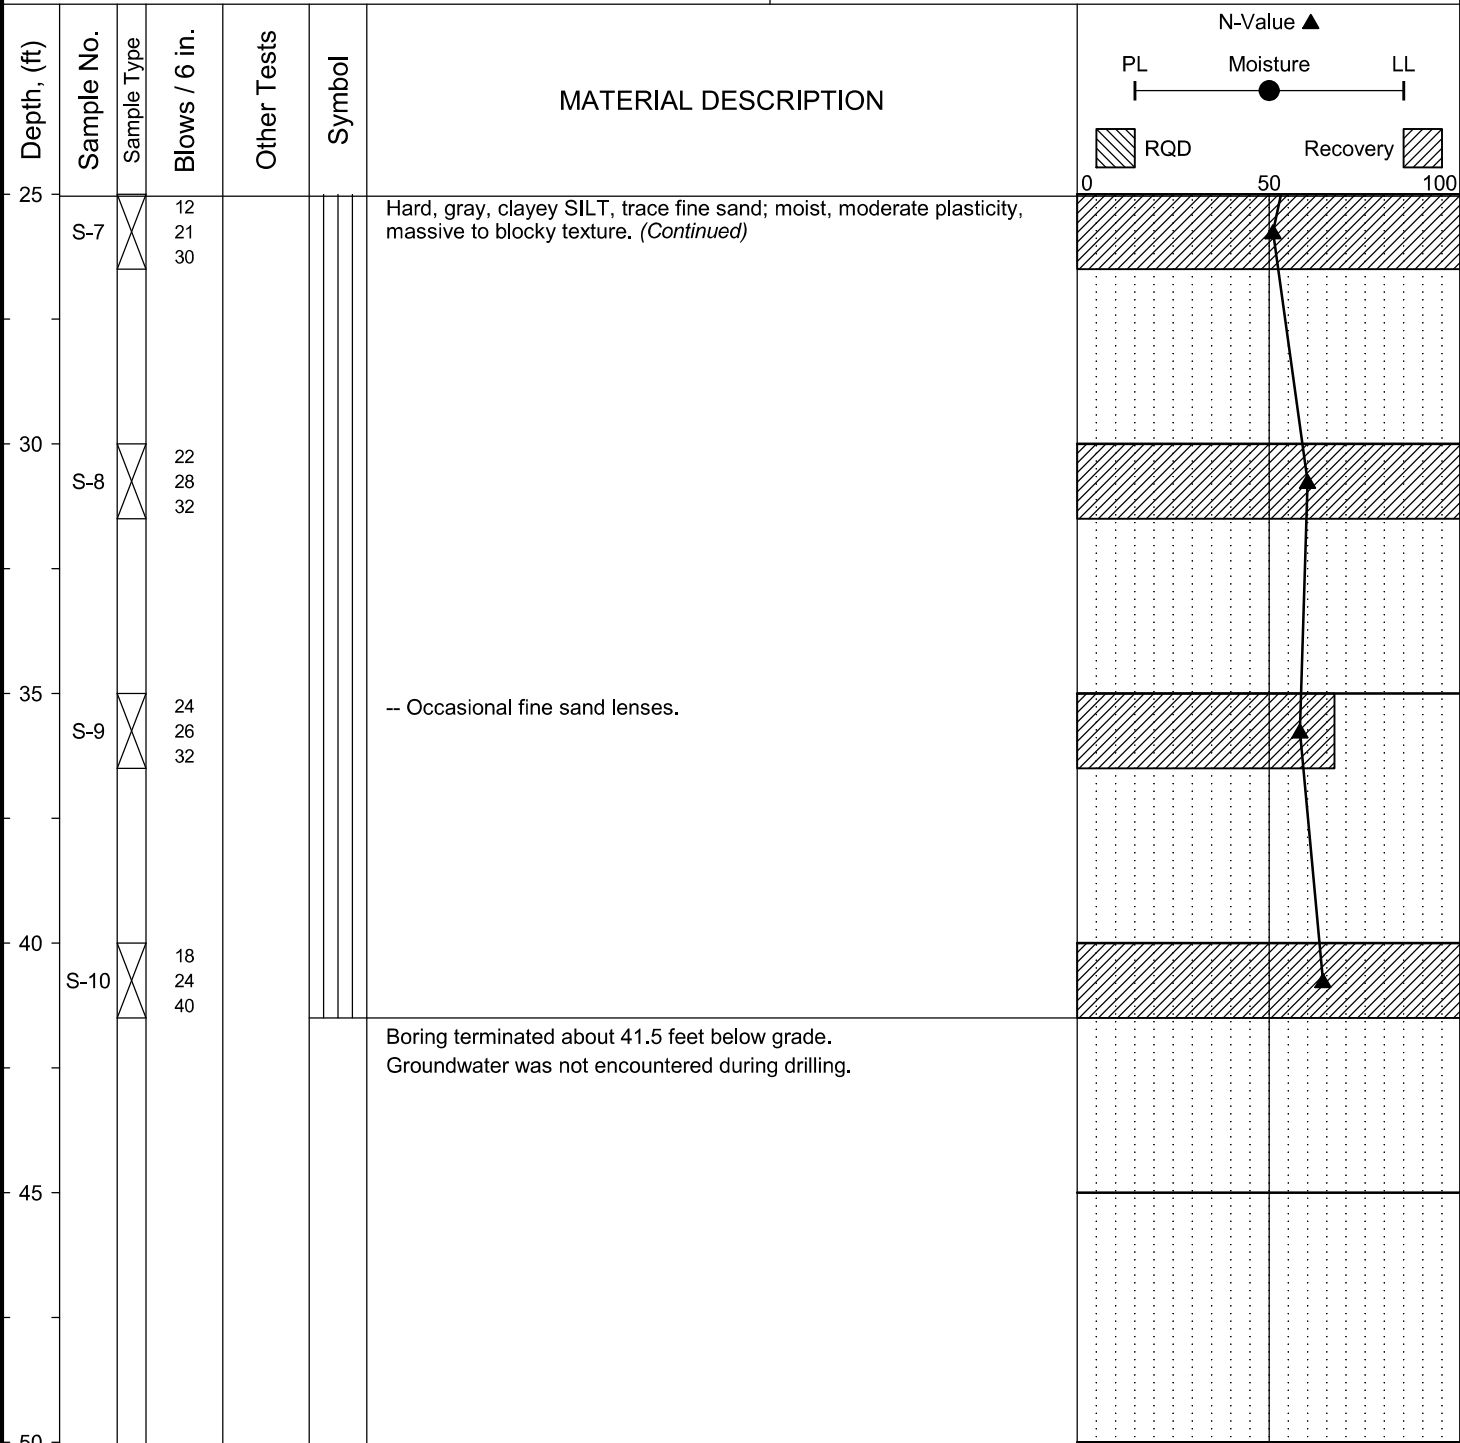 Depth, (ft)
Sample No.
Sample Type
Blows / 6 in.
Other Tests
Symbol
MATERIAL DESCRIPTION
N-Value
PL Moisture LL
RQD Recovery
0 50 100
25
S-7
12
21
30
Hard, gray, clayey SILT, trace fine sand; moist, moderate plasticity,
massive to blocky texture. (Continued)
30
S-8
22
28
32
35
S-9
24
26
32
-- Occasional fine sand lenses.
40
S-10
18
24
40
Boring terminated about 41.5 feet below grade.
Groundwater was not encountered during drilling.
45
50